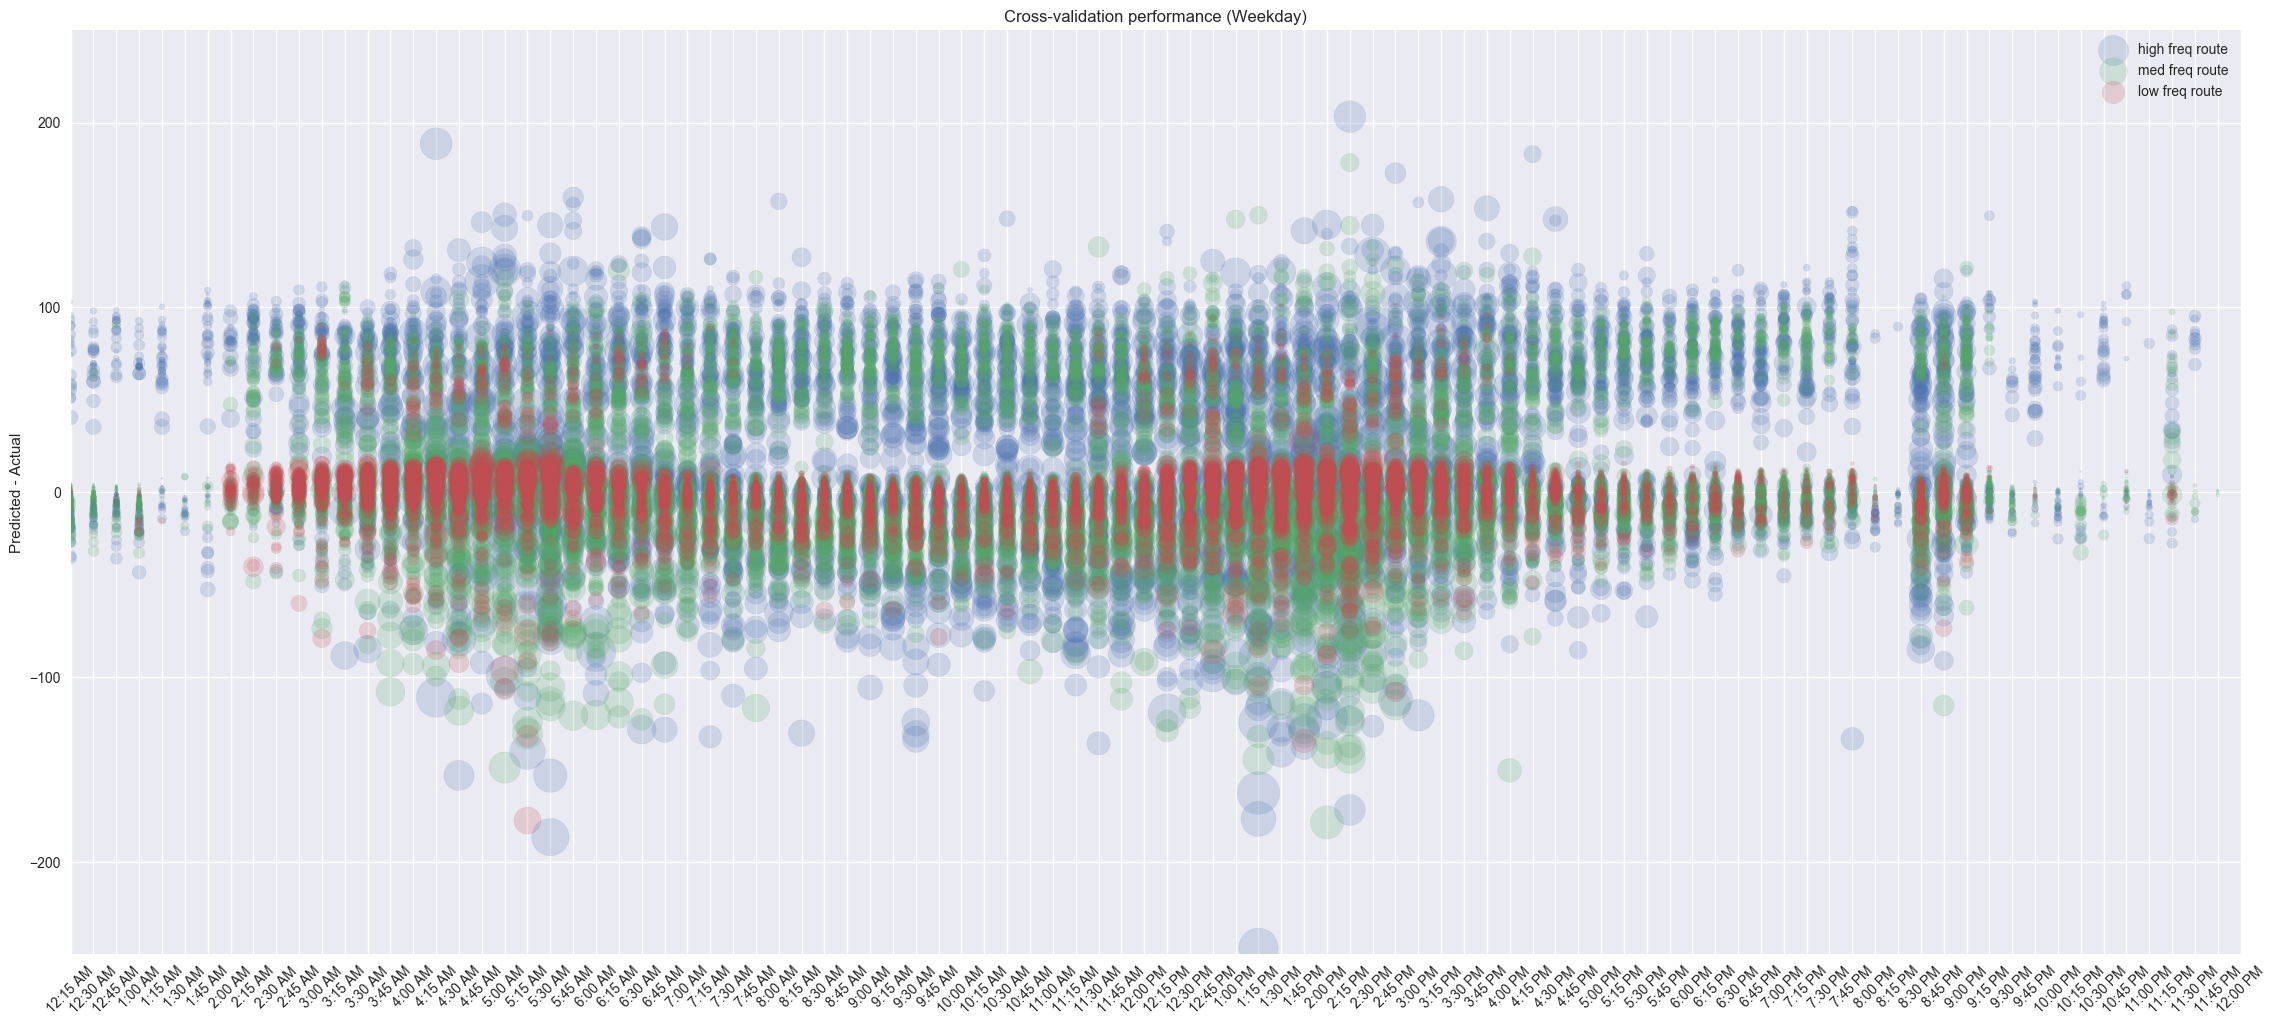 Cross-validation performance (Weekday)
high freq route
med freq route
low freq route
Predicted - Actual
200
100
0
−100
−200
12:15 AM
12:30 AM
12:45 AM
1:00 AM
1:15 AM
1:30 AM
1:45 AM
2:00 AM
2:15 AM
2:30 AM
2:45 AM
3:00 AM
3:15 AM
3:30 AM
3:45 AM
4:00 AM
4:15 AM
4:30 AM
4:45 AM
5:00 AM
5:15 AM
5:30 AM
5:45 AM
6:00 AM
6:15 AM
6:30 AM
6:45 AM
7:00 AM
7:15 AM
7:30 AM
7:45 AM
8:00 AM
8:15 AM
8:30 AM
8:45 AM
9:00 AM
9:15 AM
9:30 AM
9:45 AM
10:00 AM
10:15 AM
10:30 AM
10:45 AM
11:00 AM
11:15 AM
11:30 AM
11:45 AM
12:00 PM
12:15 PM
12:30 PM
12:45 PM
1:00 PM
1:15 PM
1:30 PM
1:45 PM
2:00 PM
2:15 PM
2:30 PM
2:45 PM
3:00 PM
3:15 PM
3:30 PM
3:45 PM
4:00 PM
4:15 PM
4:30 PM
4:45 PM
5:00 PM
5:15 PM
5:30 PM
5:45 PM
6:00 PM
6:15 PM
6:30 PM
6:45 PM
7:00 PM
7:15 PM
7:30 PM
7:45 PM
8:00 PM
8:15 PM
8:30 PM
8:45 PM
9:00 PM
9:15 PM
9:30 PM
9:45 PM
10:00 PM
10:15 PM
10:30 PM
10:45 PM
11:00 PM
11:15 PM
11:30 PM
11:45 PM
12:00 PM